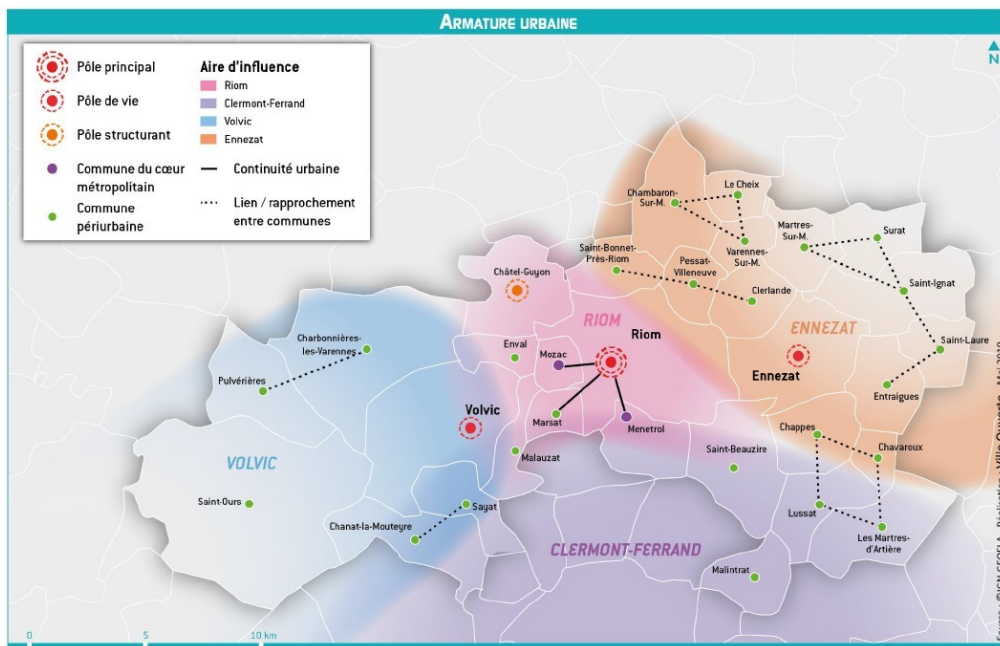 ARMATURE URBAINE
N
Pôle principal
Pôle de vie
Pôle structurant
Commune du cœur
métropolitain
Commune
périurbaine
Aire d'influence
Riom
Clermont-Ferrand
Volvic
Ennezat
Continuité urbaine
Lien / rapprochement
entre communes
Chambaron-
Sur-M.
Le Cheix
Varennes-
Sur-M.
Martres-
Sur-M.
Surat
Saint-Bonnet-
Près-Riom
Pessat-
Villeneuve
Clerlande
Saint-Ignat
Châtel-Guyon
RIOM
ENNEZAT
Charbonnières-
les-Varennes
Enval
Mozac
Riom
Saint-Laure
Pulvérières
Ennezat
Entraigues
Volvic
Marsat
Menetrol
Chappes
Chavaroux
Malauzat
Saint-Beauzire
VOLVIC
Saint-Ours
Sayat
Lussat
Chanat-la-Mouteyre
Les Martres-
d'Artière
CLERMONT-FERRAND
Malintrat
0 5 10 km